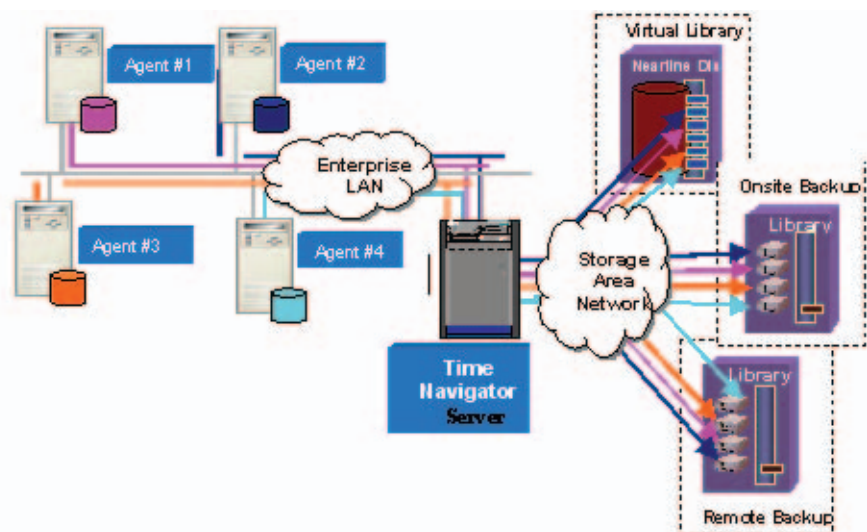 Virtual Library
Nearline Dis
Agent #1
Agent #2
Enterprise
LAN
Onsite Backup
Library
Agent #3
Agent #4
Storage
Area
Network
Time
Navigator
Server
Library
Remote Backup